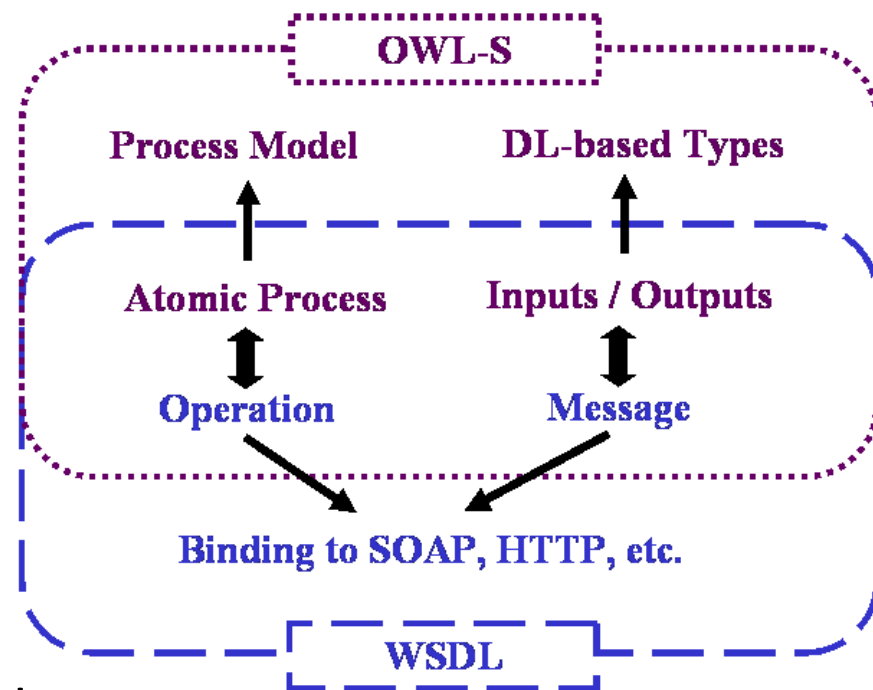 OWL-S
Process Model DL-based Types
Atomic Process Inputs / Outputs
Operation Message
Binding to SOAP, HTTP, etc.
WSDL